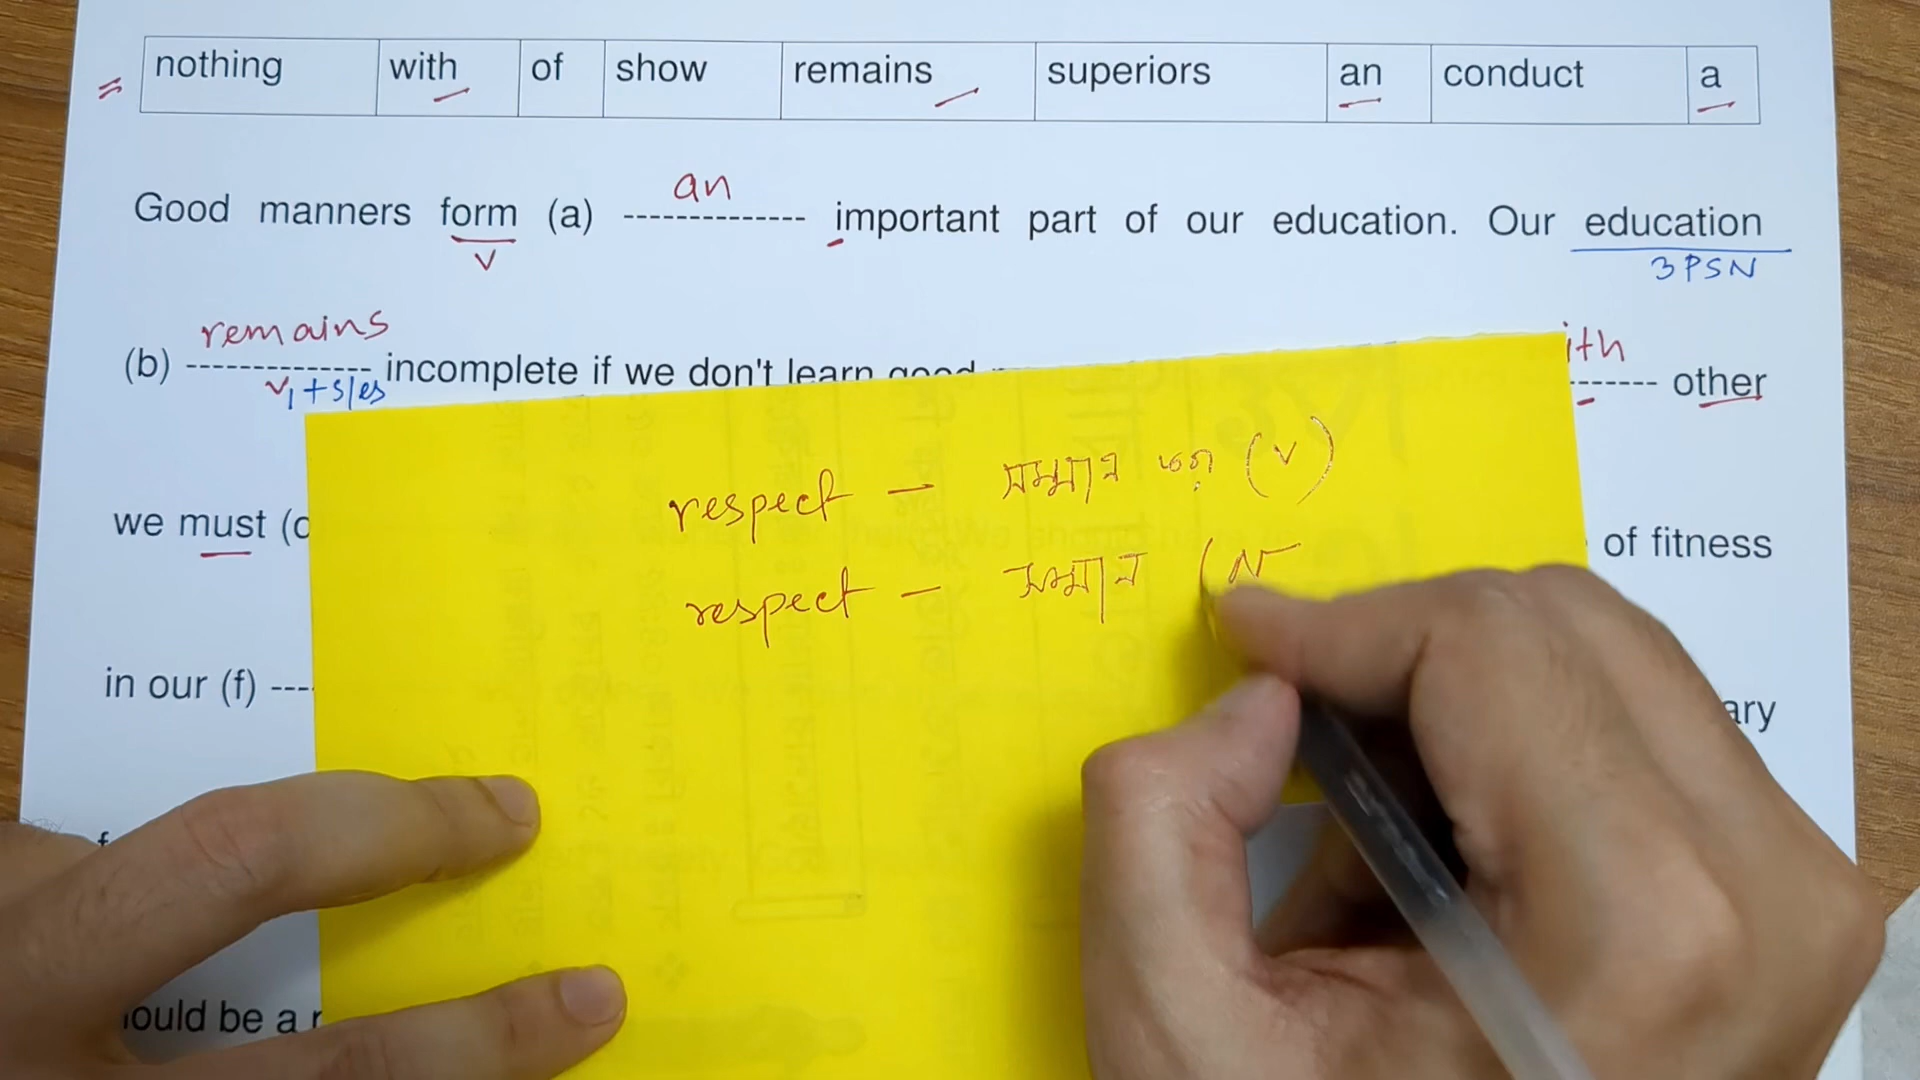 nothing with of show remains superiors an conduct a
an
Good manners form (a) -------------- important part of our education. Our education
V 3PSN
remains ith
(b) -------------- incomplete if we don't learn good ------ other
V1+s/es
respect - সম্মান করা (V)
we must (d of fitness
respect - সম্মান (N
in our (f) --- ary
ould be a